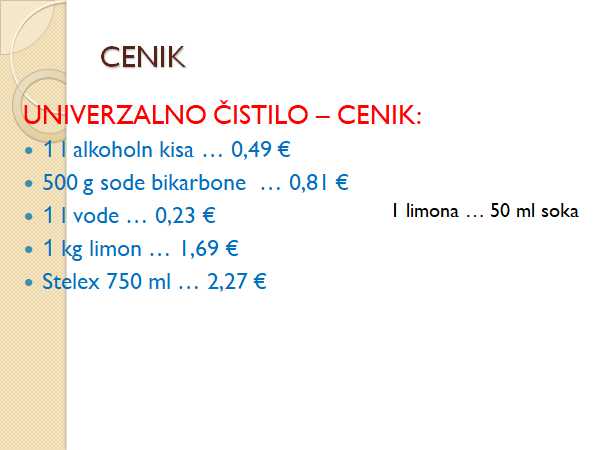 CENIK
UNIVERZALNO ČISTILO – CENIK:
• 1 l alkoholn kisa … 0,49 €
• 500 g sode bikarbone … 0,81 €
• 1 l vode … 0,23 €
1 limona … 50 ml soka
• 1 kg limon … 1,69 €
• Stelex 750 ml … 2,27 €